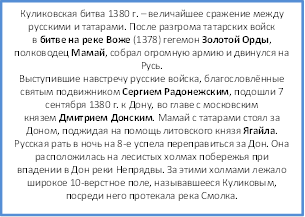 Куликовская битва 1380 г. – величайшее сражение между
русскими и татарами. После разгрома татарских войск
в битве на реке Воже (1378) гегемон Золотой Орды,
полководец Мамай, собрал огромную армию и двинулся на
Русь.
Выступившие навстречу русские войска, благословлённые
святым подвижником Сергием Радонежским, подошли 7
сентября 1380 г. к Дону, во главе с московским
князем Дмитрием Донским. Мамай с татарами стоял за
Доном, поджидая на помощь литовского князя Ягайла.
Русская рать в ночь на 8-е успела переправиться за Дон. Она
расположилась на лесистых холмах побережья при
впадении в Дон реки Непрядвы. За этими холмами лежало
широкое 10-верстное поле, называвшееся Куликовым,
посреди него протекала река Смолка.